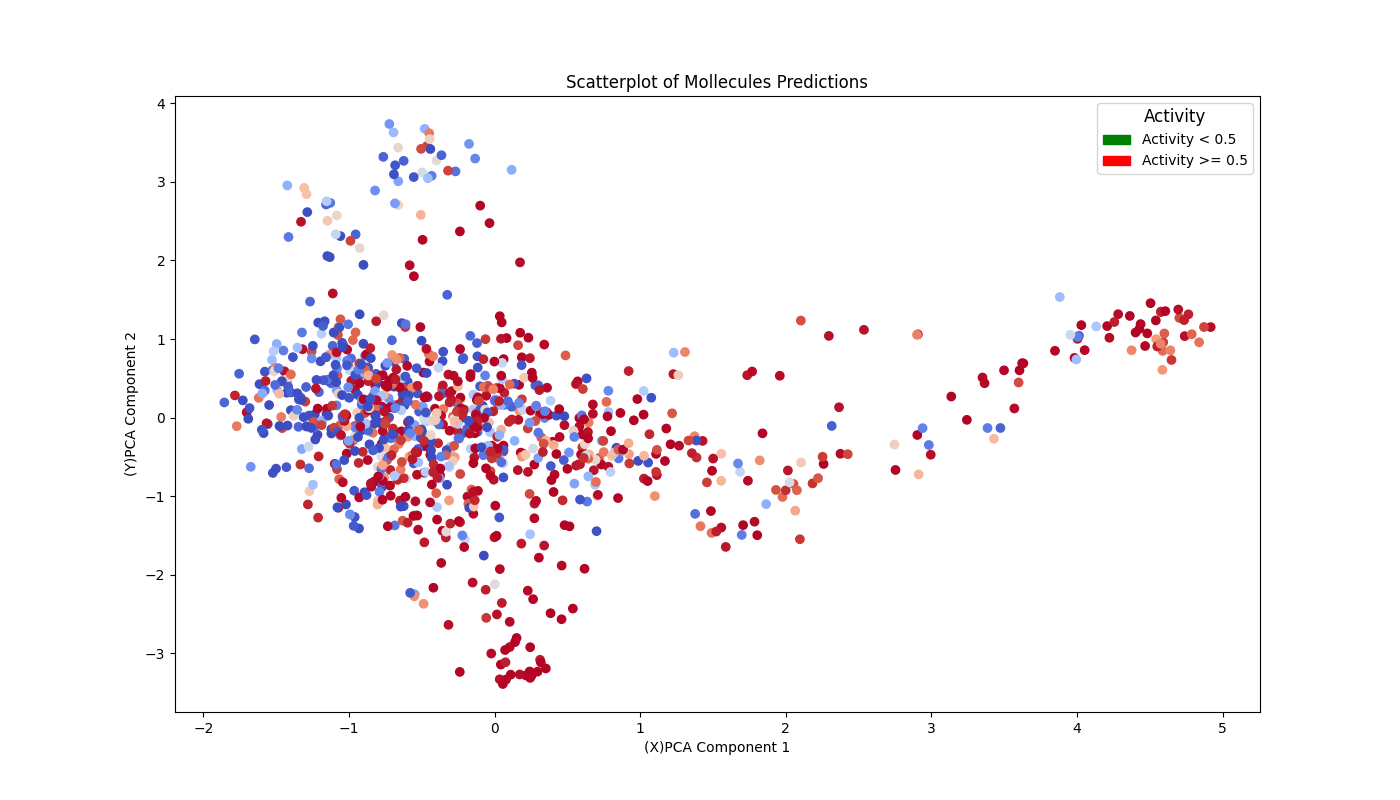 Scatterplot of Mollecules Predictions
Activity
Activity < 0.5
Activity >= 0.5
(Y)PCA Component 2
4
3
2
1
0
−1
−2
−3
−2
−1
0
1
2
3
4
5
(X)PCA Component 1